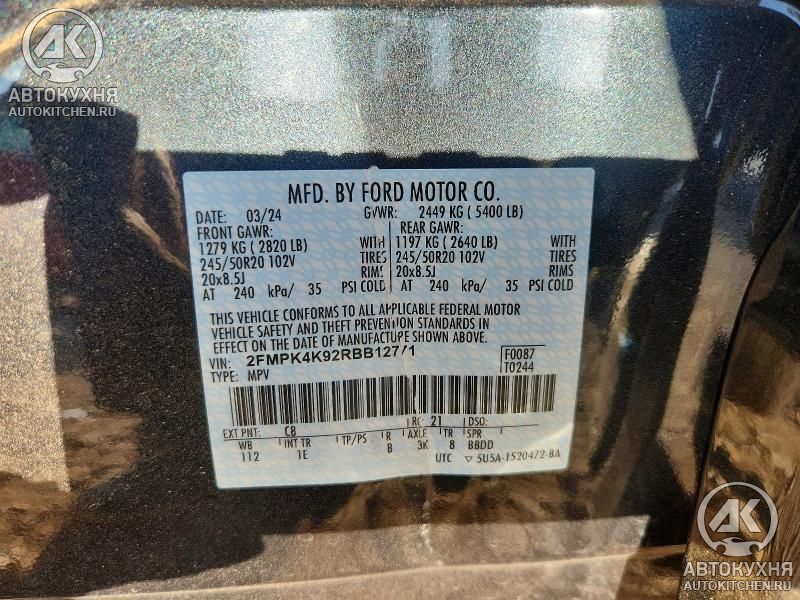 АК
АВТОКУХНЯ
AUTOKITCHEN.RU
MFD. BY FORD MOTOR CO.
DATE: 03/24 GVWR: 2449 KG ( 5400 LB)
FRONT GAWR: REAR GAWR:
1279 KG ( 2820 LB) WITH 1197 KG ( 2640 LB) WITH
245/50R20 102V TIRES 245/50R20 102V TIRES
20x8.5J RIMS 20x8.5J RIMS
AT 240 kPa/ 35 PSI COLD AT 240 kPa/ 35 PSI COLD
THIS VEHICLE CONFORMS TO ALL APPLICABLE FEDERAL MOTOR
VEHICLE SAFETY AND THEFT PREVENTION STANDARDS IN
EFFECT ON THE DATE OF MANUFACTURE SHOWN ABOVE.
VIN: 2FMPK4K92RBB12771 F0087
TYPE: MPV T0244
EXT PNT: C8 RC: 21 DSO:
WB INT TR TP/PS R AXLE TR SPR
112 1E B 3K 8 BBDD
UTC ▽ 5U5A-1520472-BA
АК
АВТОКУХНЯ
AUTOKITCHEN.RU